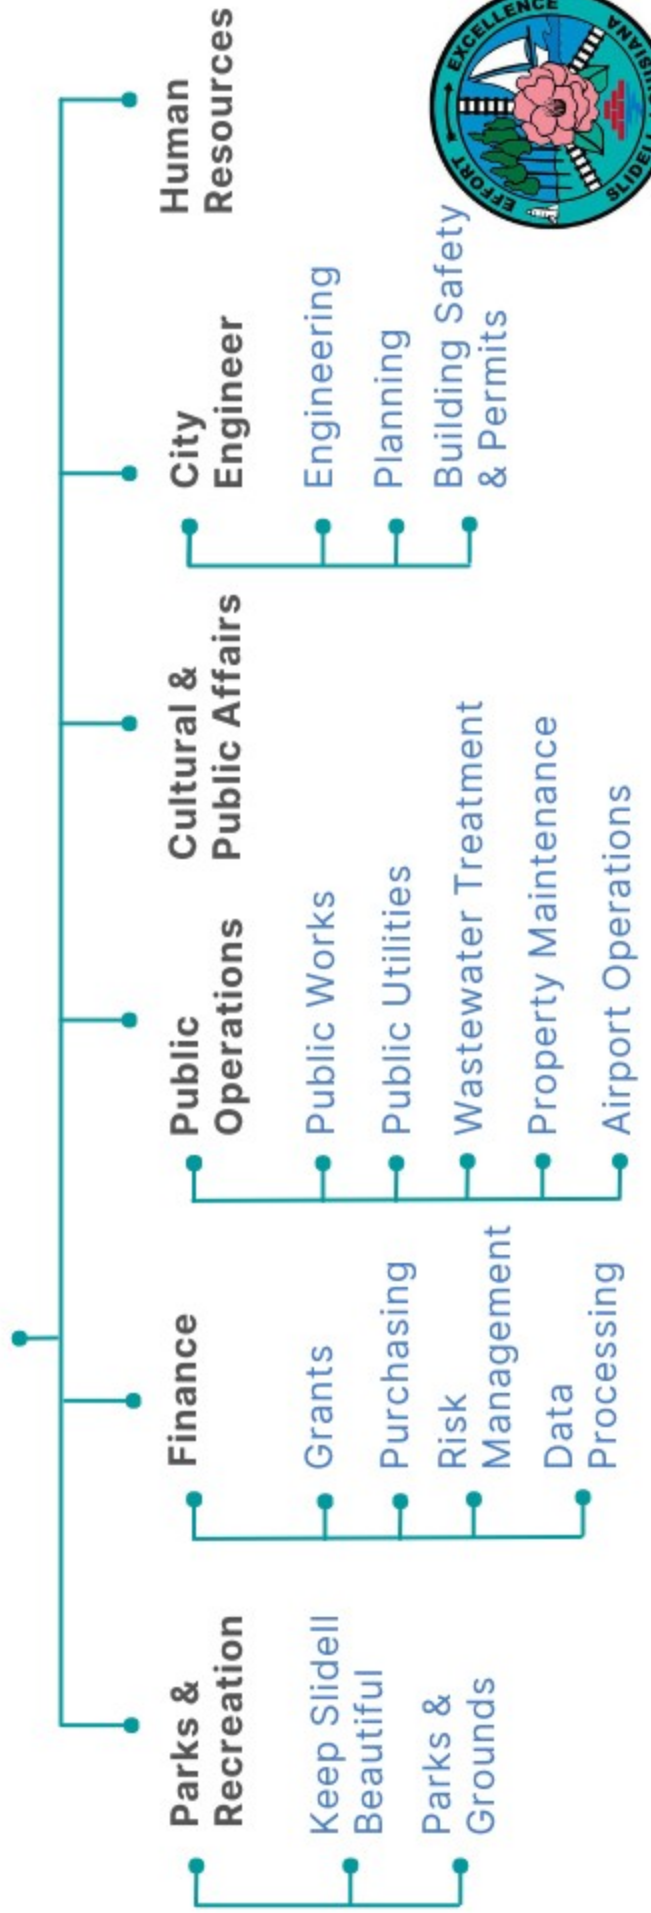 Parks &
Recreation
Keep Slidell
Beautiful
Parks &
Grounds
Finance
Grants
Purchasing
Risk
Management
Data
Processing
Public
Operations
Public Works
Public Utilities
Wastewater Treatment
Property Maintenance
Airport Operations
Cultural &
Public Affairs
City
Engineer
Engineering
Planning
Building Safety
& Permits
Human
Resources
EFFORT
EXCELLENCE